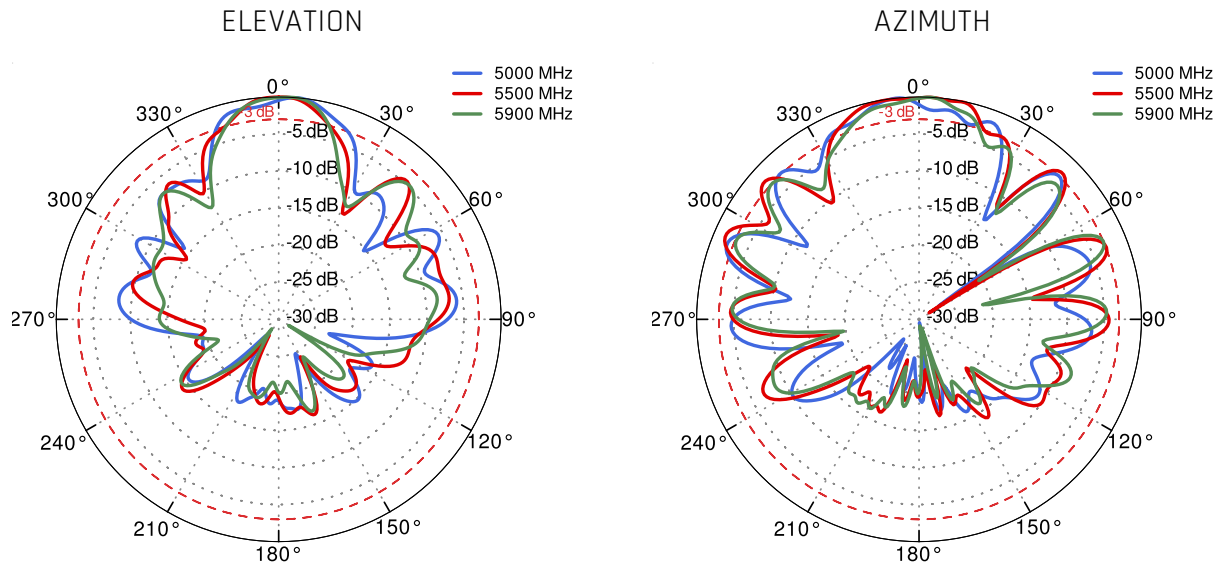 ELEVATION
5000 MHz
5500 MHz
5900 MHz
0°
30°
60°
90°
120°
150°
180°
210°
240°
270°
300°
330°
-3 dB
-5 dB
-10 dB
-15 dB
-20 dB
-25 dB
-30 dB
AZIMUTH
5000 MHz
5500 MHz
5900 MHz
0°
30°
60°
90°
120°
150°
180°
210°
240°
270°
300°
330°
-3 dB
-5 dB
-10 dB
-15 dB
-20 dB
-25 dB
-30 dB